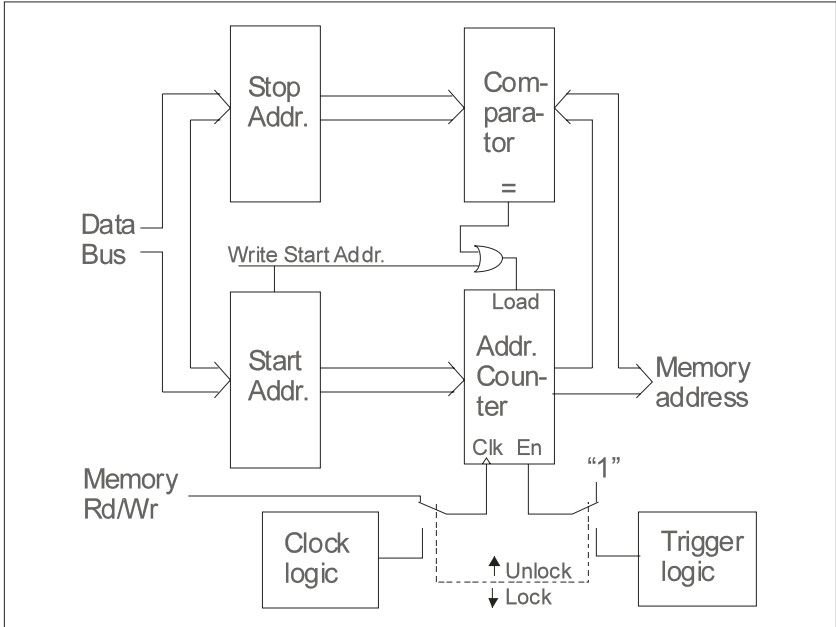 Stop
Addr.
Com-
para-
tor
=
Data
Bus
Write Start Addr.
Load
Start
Addr.
Addr.
Coun-
ter
Memory
address
Clk En
"1"
Memory
Rd/Wr
Clock
logic
Unlock
Lock
Trigger
logic